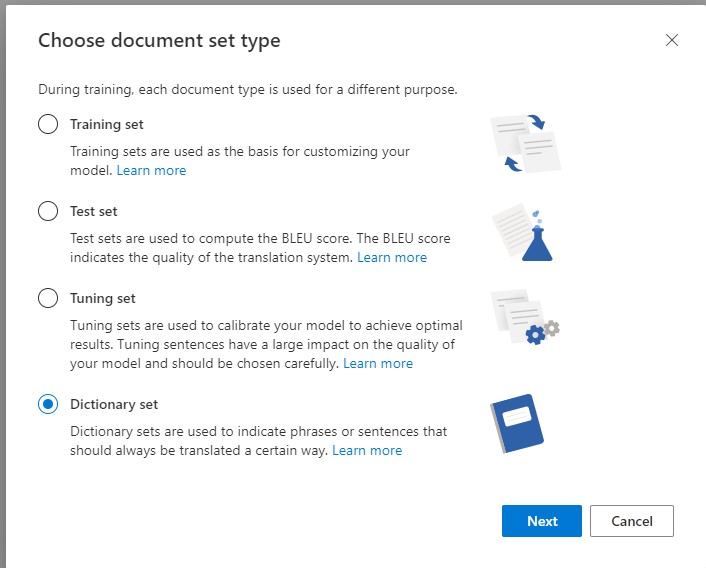 Choose document set type
During training, each document type is used for a different purpose.
Training set
Training sets are used as the basis for customizing your
model. Learn more
Test set
Test sets are used to compute the BLEU score. The BLEU score
indicates the quality of the translation system. Learn more
Tuning set
Tuning sets are used to calibrate your model to achieve optimal
results. Tuning sentences have a large impact on the quality of
your model and should be chosen carefully. Learn more
Dictionary set
Dictionary sets are used to indicate phrases or sentences that
should always be translated a certain way. Learn more
Next
Cancel